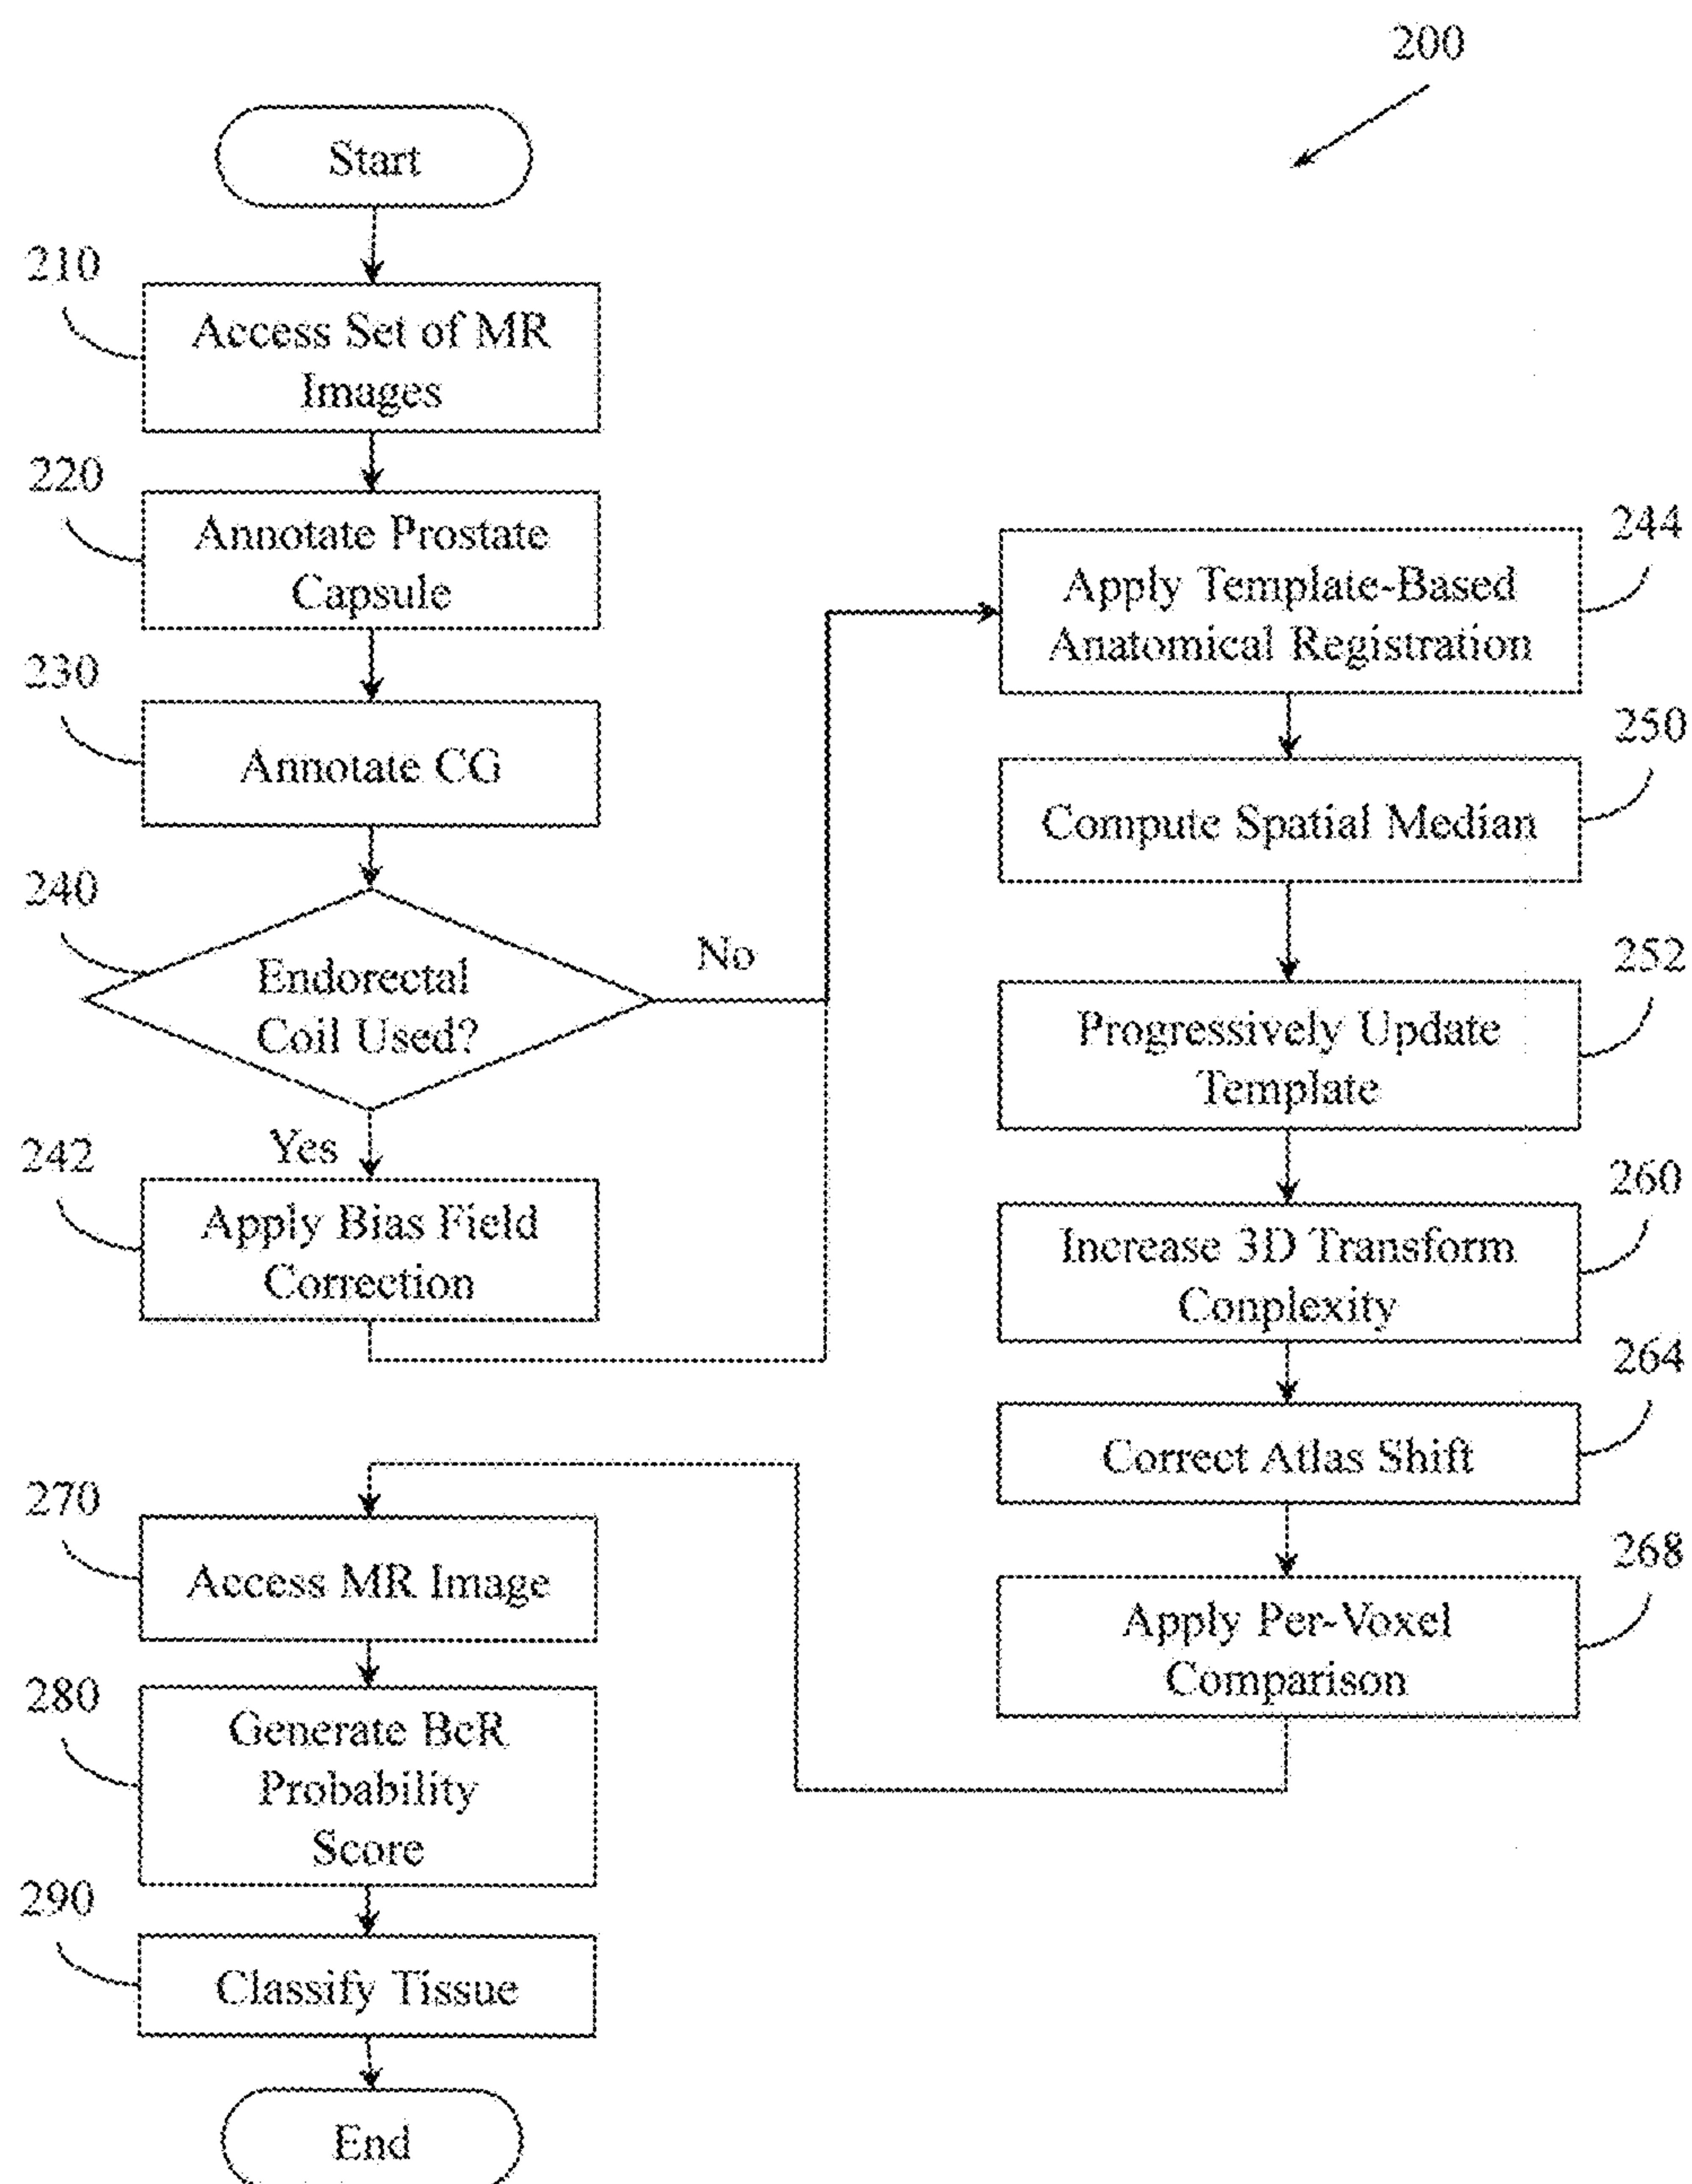 200
Start
210
Access Set of MR
Images
220
Annotate Prostate
Capsule
230
Annotate CG
240
Endorectal
Coil Used?
No
Yes
242
Apply Bias Field
Correction
244
Apply Template-Based
Anatomical Registration
250
Compute Spatial Median
252
Progressively Update
Template
260
Increase 3D Transform
Conplexity
264
Correct Atlas Shift
268
Apply Per-Voxel
Comparison
270
Access MR Image
280
Generate BcR
Probability
Score
290
Classify Tissue
End